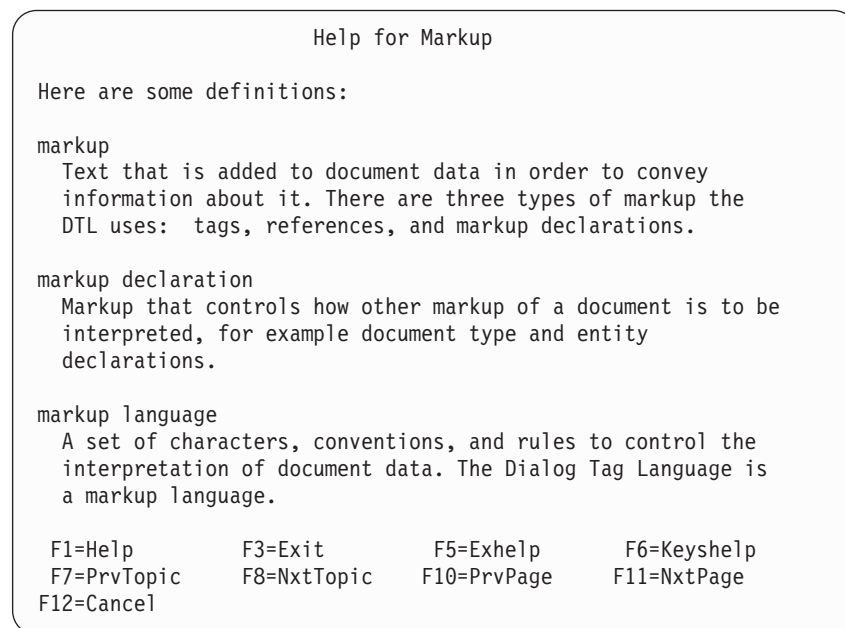 Help for Markup
Here are some definitions:
markup
Text that is added to document data in order to convey
information about it. There are three types of markup the
DTL uses:  tags, references, and markup declarations.
markup declaration
Markup that controls how other markup of a document is to be
interpreted, for example document type and entity
declarations.
markup language
A set of characters, conventions, and rules to control the
interpretation of document data. The Dialog Tag Language is
a markup language.
F1=Help F3=Exit F5=Exhelp F6=Keyshelp
F7=PrvTopic F8=NxtTopic F10=PrvPage F11=NxtPage
F12=Cancel